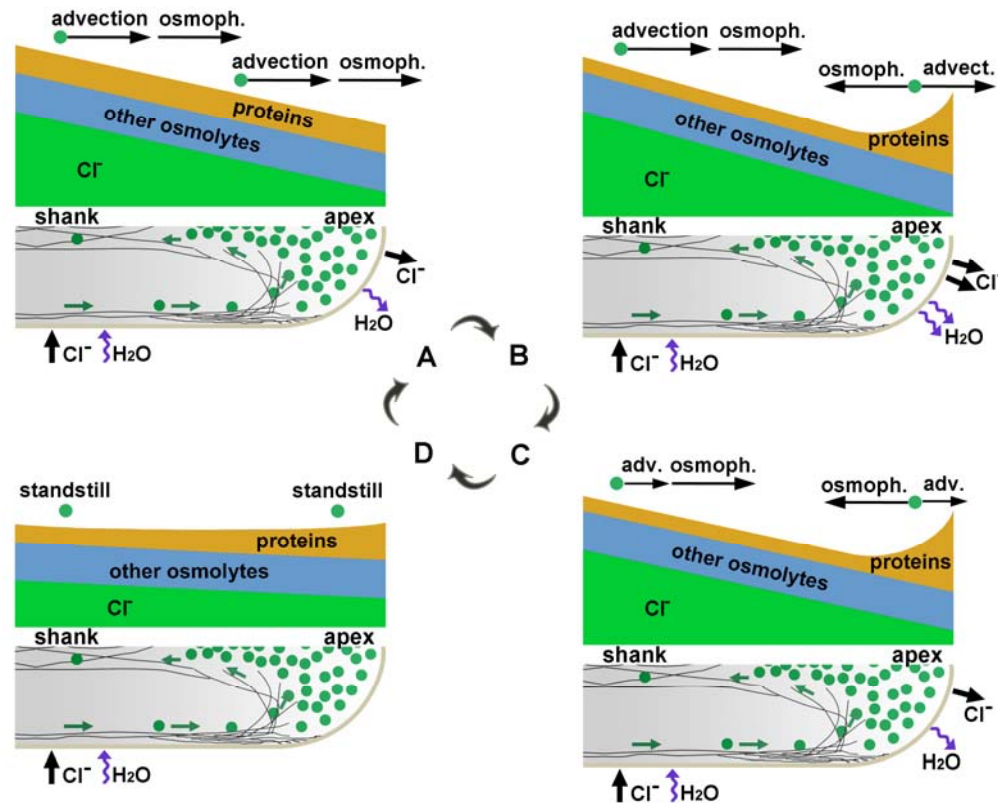 advection osmoph.
advection osmoph.
proteins
other osmolytes
Cl⁻
shank apex
Cl⁻
H₂O
Cl⁻ H₂O
advection osmoph.
osmoph. advect.
proteins
other osmolytes
Cl⁻
shank apex
Cl⁻
H₂O
Cl⁻ H₂O
A B
D C
standstill standstill
proteins
other osmolytes
Cl⁻
shank apex
Cl⁻ H₂O
adv. osmoph. osmoph. adv.
proteins
other osmolytes
Cl⁻
shank apex
Cl⁻
H₂O
Cl⁻ H₂O